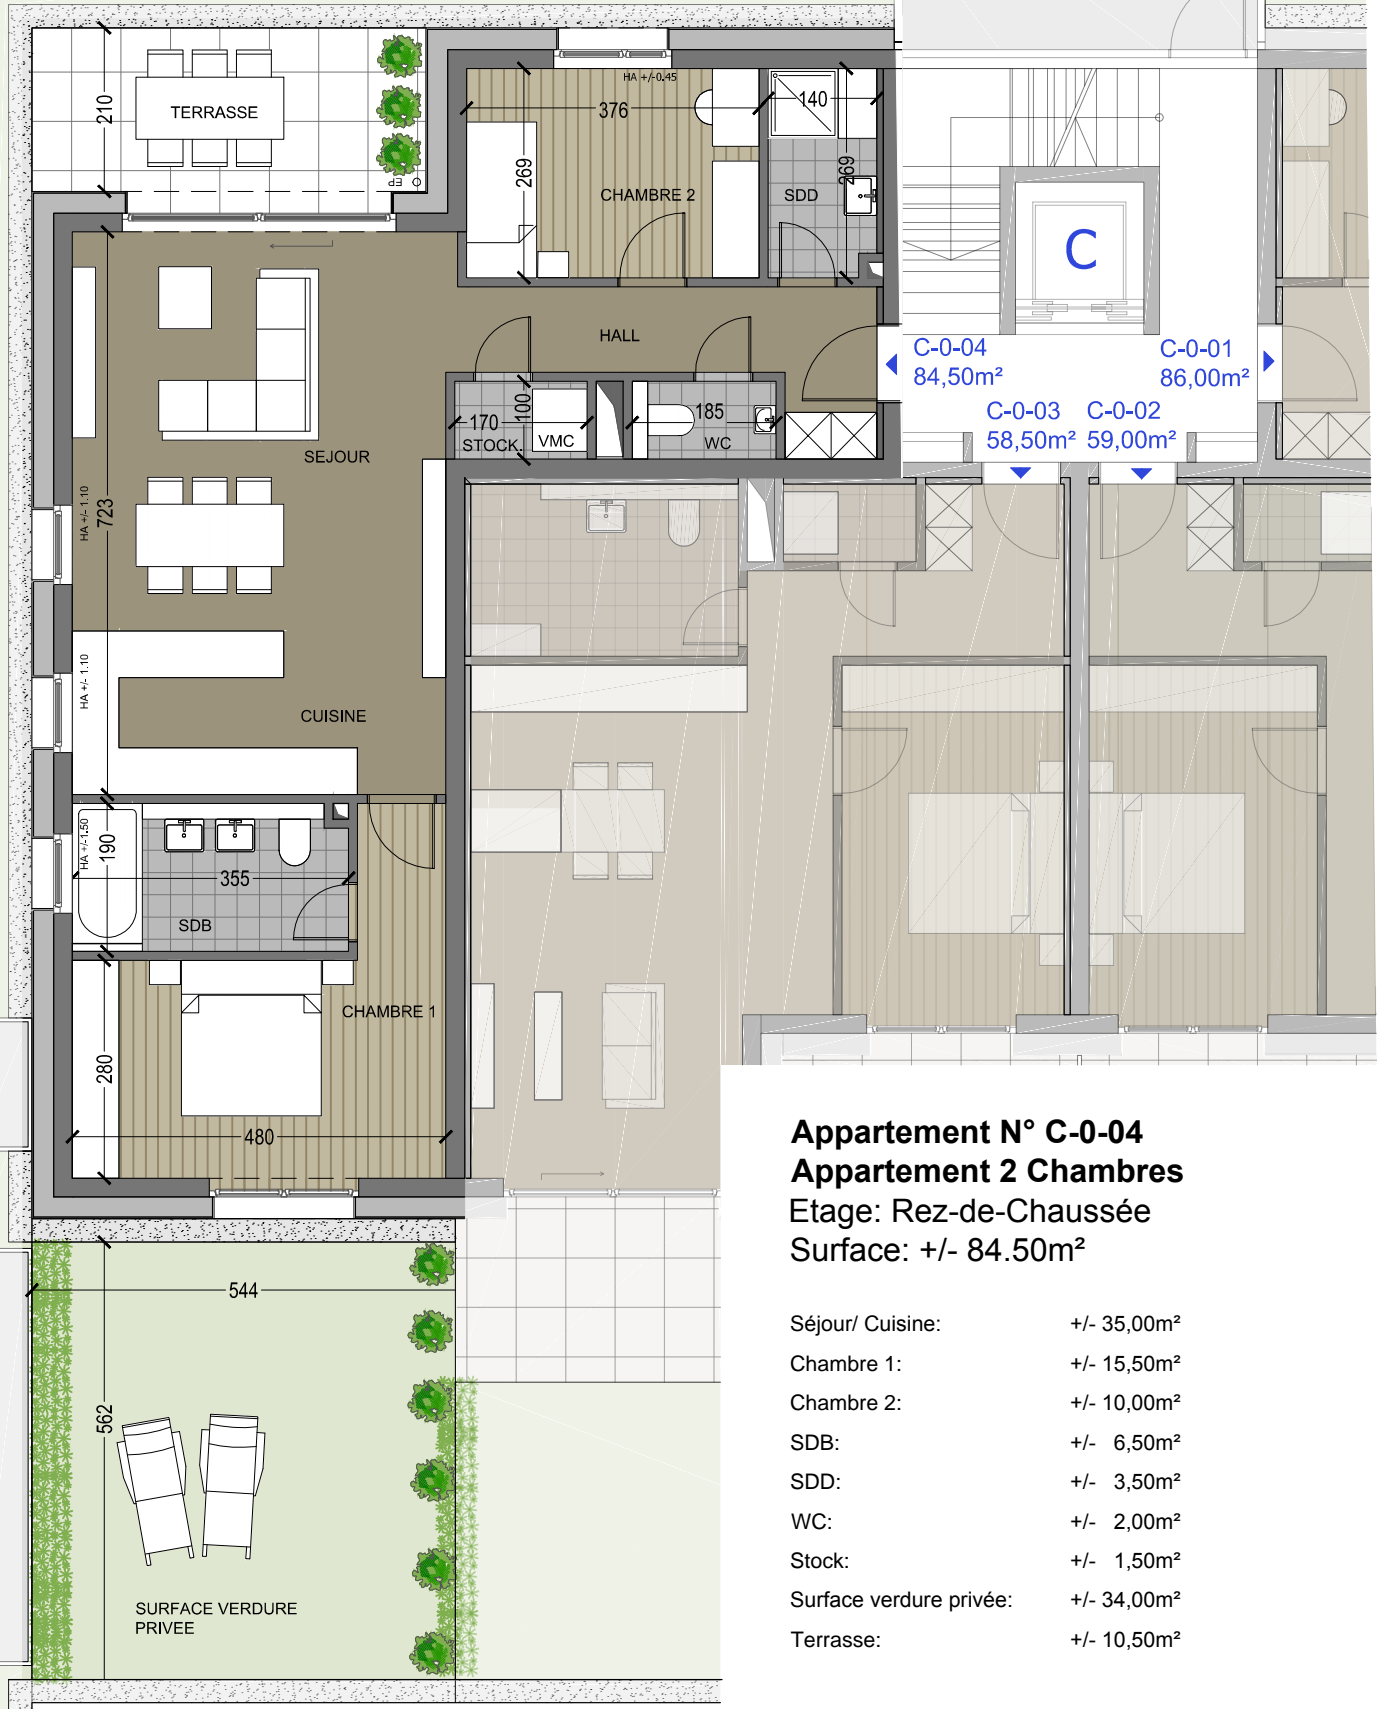 TERRASSE
210
EP
HA +/-0.45
376
269
CHAMBRE 2
140
269
SDD
C
HALL
C-0-04
84,50m²
C-0-01
86,00m²
C-0-03
58,50m²
C-0-02
59,00m²
170
100
STOCK.
VMC
185
WC
SEJOUR
HA +/- 1.10
723
HA +/- 1.10
CUISINE
HA +/-1.50
190
355
SDB
CHAMBRE 1
280
480
544
562
SURFACE VERDURE
PRIVEE
Appartement N° C-0-04
Appartement 2 Chambres
Etage: Rez-de-Chaussée
Surface: +/- 84.50m²
Séjour/ Cuisine: +/- 35,00m²
Chambre 1: +/- 15,50m²
Chambre 2: +/- 10,00m²
SDB: +/- 6,50m²
SDD: +/- 3,50m²
WC: +/- 2,00m²
Stock: +/- 1,50m²
Surface verdure privée: +/- 34,00m²
Terrasse: +/- 10,50m²